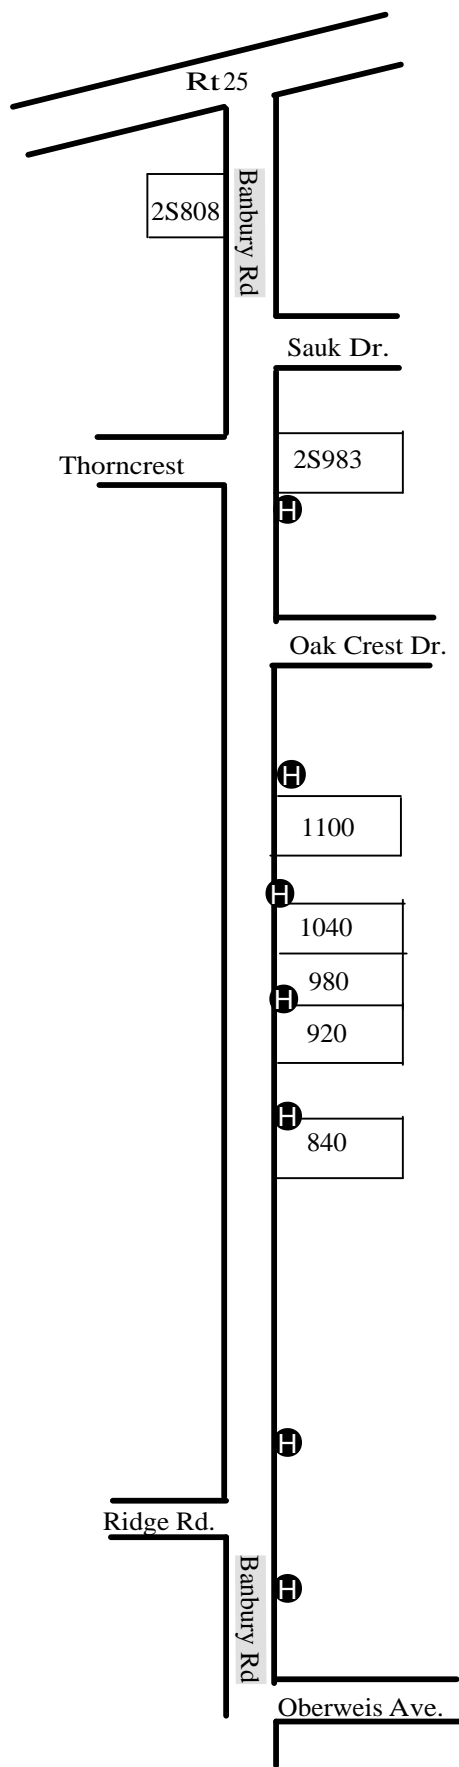 Rt25
Banbury Rd
2S808
Sauk Dr.
2S983
Thorncrest
H
Oak Crest Dr.
H
1100
H
1040
980
H
920
H
840
H
Ridge Rd.
H
Banbury Rd
Oberweis Ave.